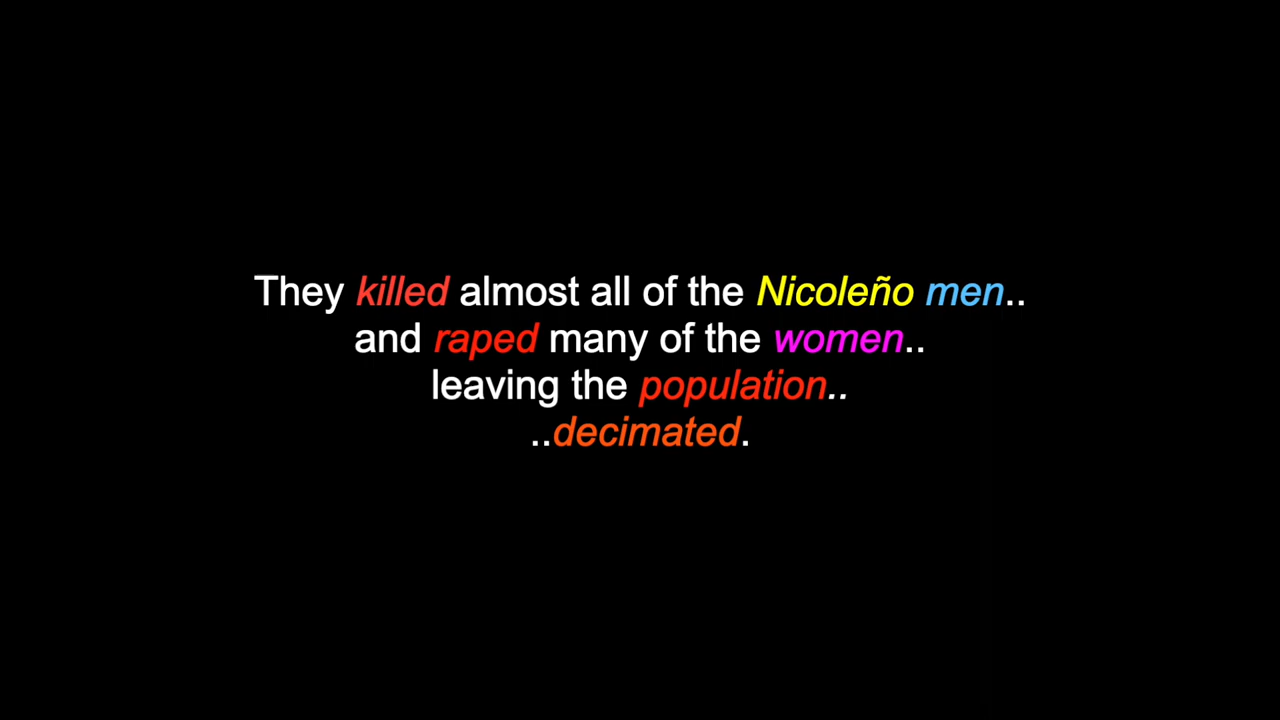 They killed almost all of the Nicoleño men..
and raped many of the women..
leaving the population..
..decimated.